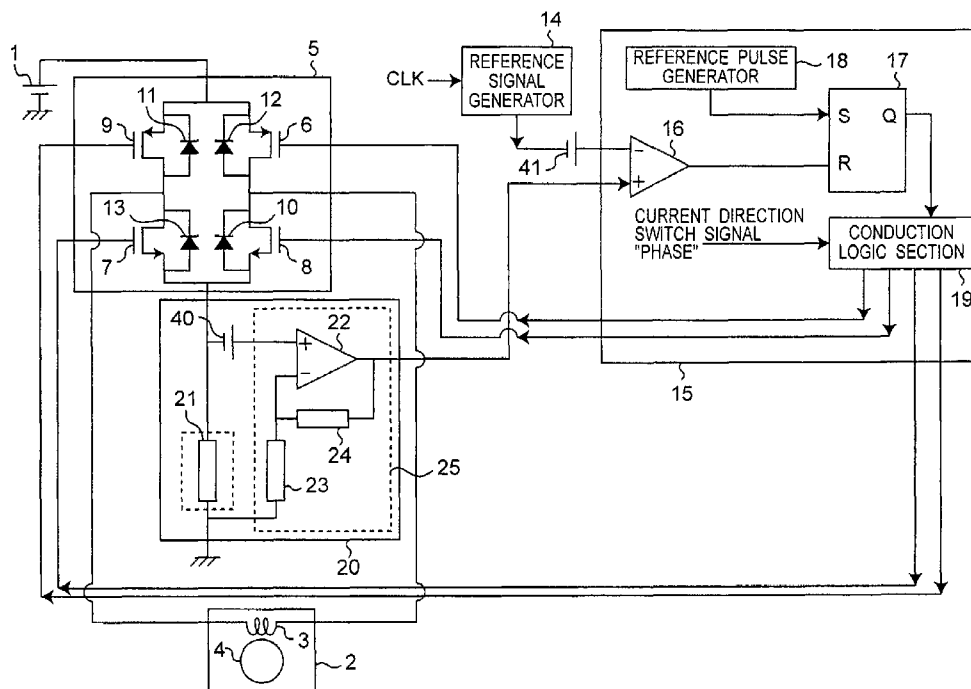 1
5
14
11
12
9
6
13
10
7
8
CLK
REFERENCE
SIGNAL
GENERATOR
REFERENCE PULSE
GENERATOR
18
17
S
Q
R
16
-
+
41
CURRENT DIRECTION
SWITCH SIGNAL
"PHASE"
CONDUCTION
LOGIC SECTION
19
15
40
22
+
-
21
24
23
25
20
3
4
2